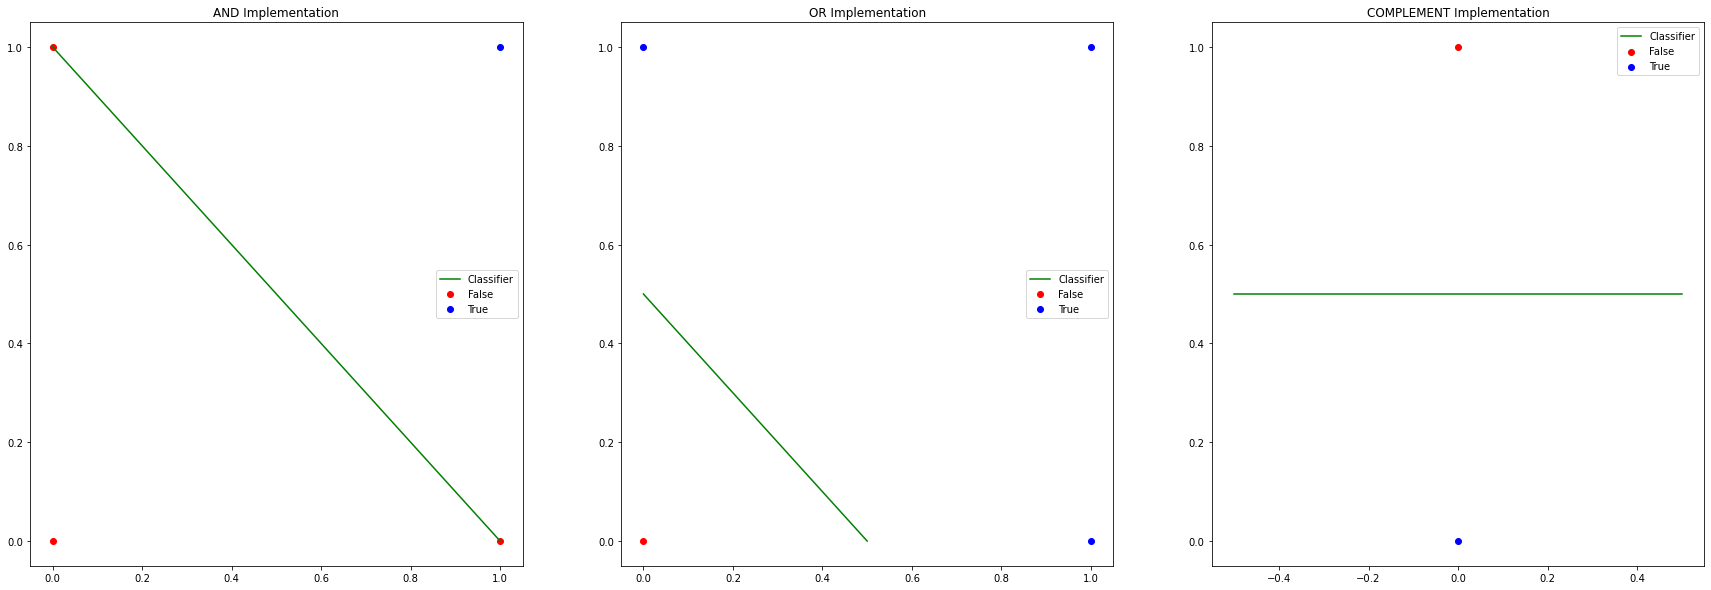 AND Implementation
1.0
0.8
0.6
0.4
0.2
0.0
0.0 0.2 0.4 0.6 0.8 1.0
Classifier
False
True
OR Implementation
1.0
0.8
0.6
0.4
0.2
0.0
0.0 0.2 0.4 0.6 0.8 1.0
Classifier
False
True
COMPLEMENT Implementation
1.0
0.8
0.6
0.4
0.2
0.0
−0.4 −0.2 0.0 0.2 0.4
Classifier
False
True